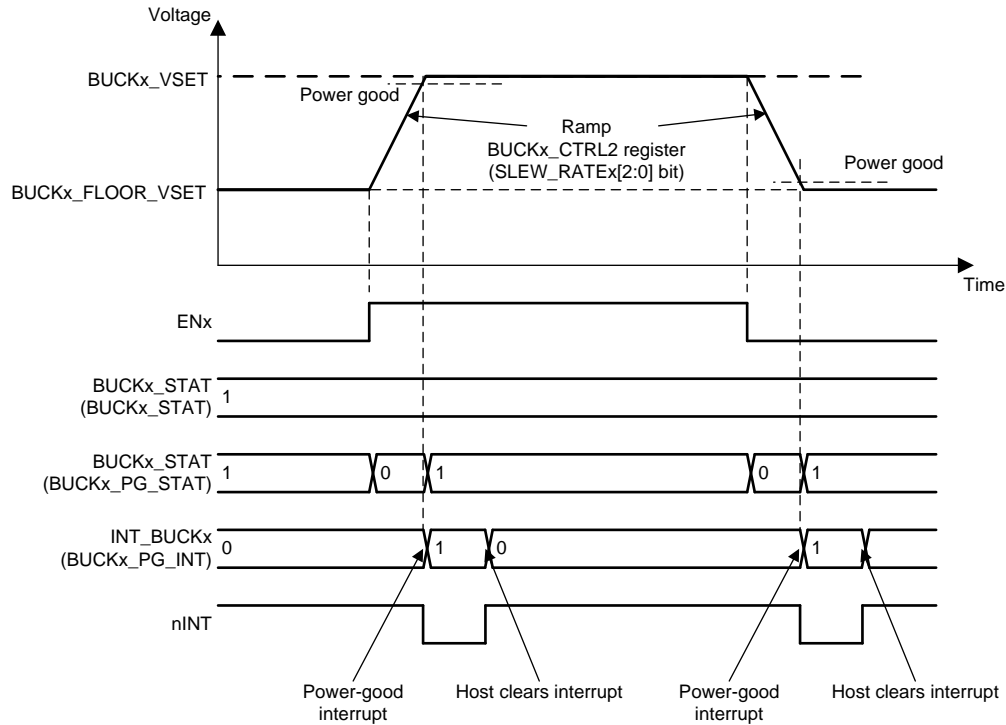 Voltage
BUCKx_VSET
Power good
Ramp
BUCKx_CTRL2 register
(SLEW_RATEx[2:0] bit)
Power good
BUCKx_FLOOR_VSET
Time
ENx
BUCKx_STAT
(BUCKx_STAT)
1
BUCKx_STAT
(BUCKx_PG_STAT)
1
0
1
0
1
INT_BUCKx
(BUCKx_PG_INT)
0
1
0
1
nINT
Power-good
interrupt
Host clears interrupt
Power-good
interrupt
Host clears interrupt